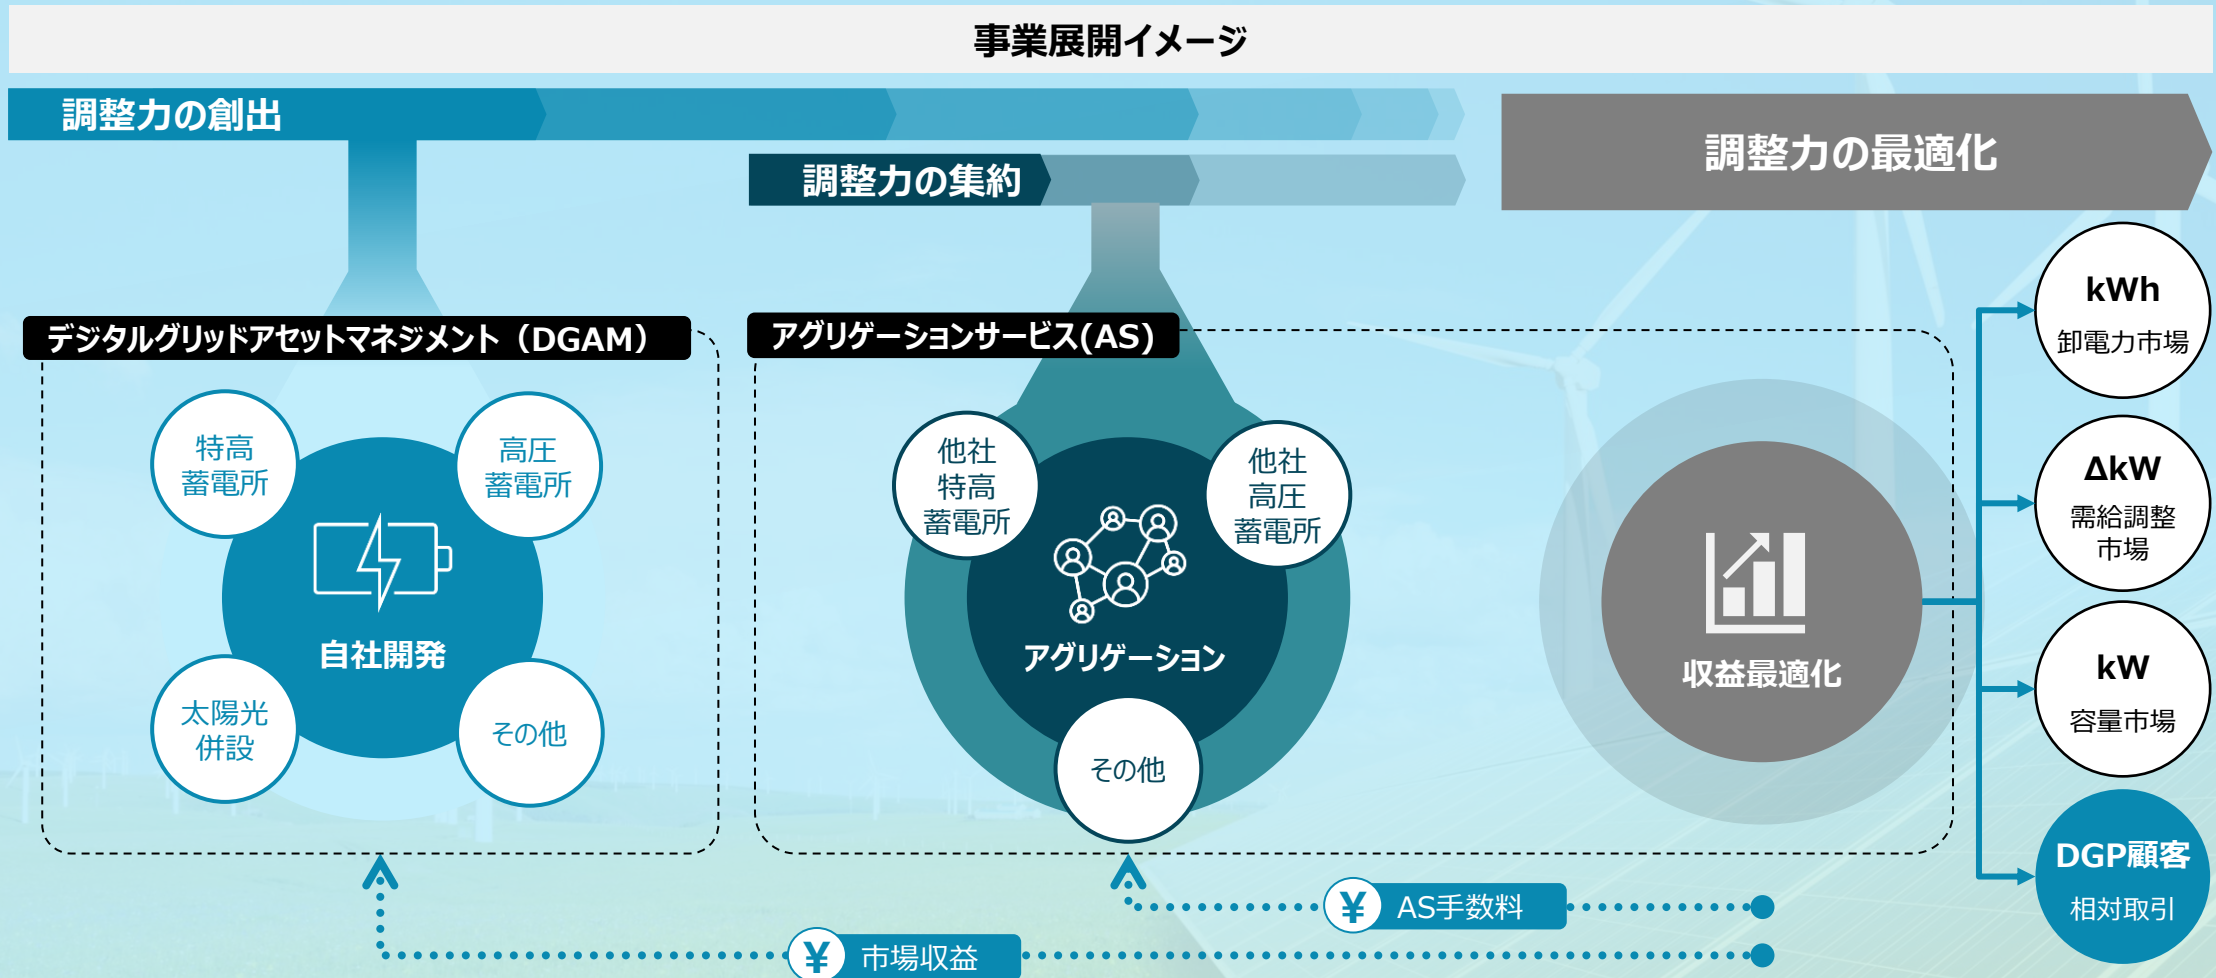 事業展開イメージ
調整力の創出
調整力の集約
調整力の最適化
デジタルグリッドアセットマネジメント（DGAM）
特高
蓄電所
高圧
蓄電所
自社開発
太陽光
併設
その他
アグリゲーションサービス(AS)
他社
特高
蓄電所
他社
高圧
蓄電所
アグリゲーション
その他
収益最適化
kWh
卸電力市場
ΔkW
需給調整
市場
kW
容量市場
DGP顧客
相対取引
¥ AS手数料
¥ 市場収益